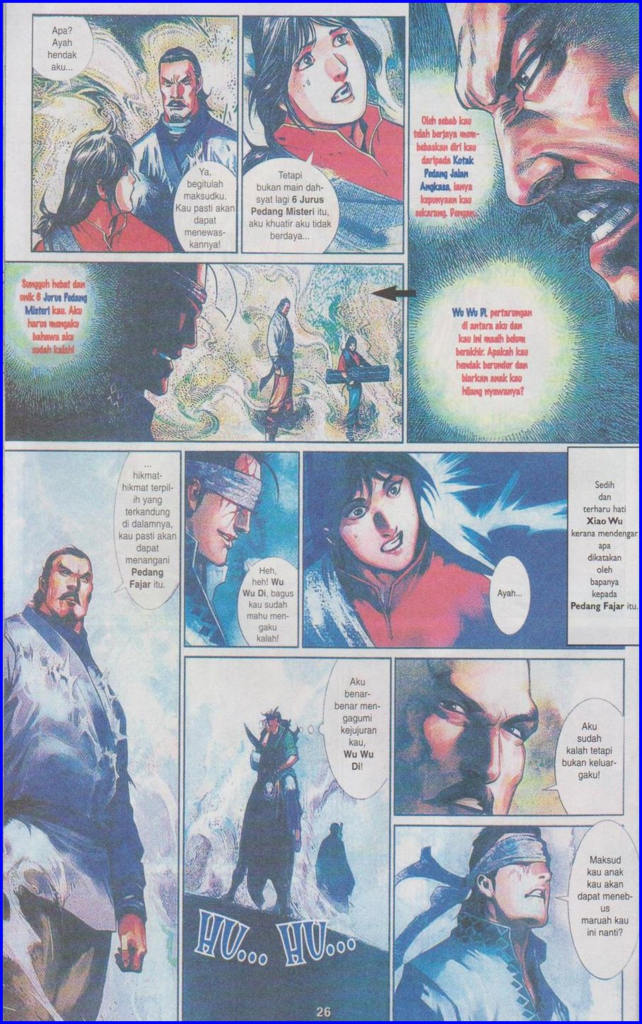 Apa?
Ayah
hendak
aku...
Ya,
begitulah
maksudku.
Kau pasti akan
dapat
menewas-
kannya!
Tetapi
bukan main dah-
syat lagi 6 Jurus
Pedang Misteri itu,
aku khuatir aku tidak
berdaya...
Oleh sebab kau
telah berjaya mem-
bebaskan diri kau
daripada Kotak
Pedang Jalan
Angkasa, ianya
kepunyaan kau
sekarang. Dengan...
Wu Wu Di, pertarungan
di antara aku dan
kau ini masih belum
berakhir. Apakah kau
hendak berundur dan
biarkan anak kau
hilang nyawanya?
Sungguh hebat dan
unik 6 Jurus Pedang
Misteri kau. Aku
harus mengaku
bahawa aku
sudah kalah!
...
hikmat-
hikmat terpil-
ih yang
terkandung
di dalamnya,
kau pasti akan
dapat
menangani
Pedang
Fajar itu.
Heh,
heh! Wu
Wu Di, bagus
kau sudah
mahu men-
gaku
kalah!
Ayah...
Sedih
dan
terharu hati
Xiao Wu
kerana mendengar
apa
dikatakan
oleh
bapanya
kepada
Pedang Fajar itu.
Aku
benar-
benar men-
gagumi
kejujuran
kau,
Wu Wu
Di!
HU... HU...
Aku
sudah
kalah tetapi
bukan keluar-
gaku!
Maksud
kau anak
kau akan
dapat meneb-
us
maruah kau
ini nanti?
26